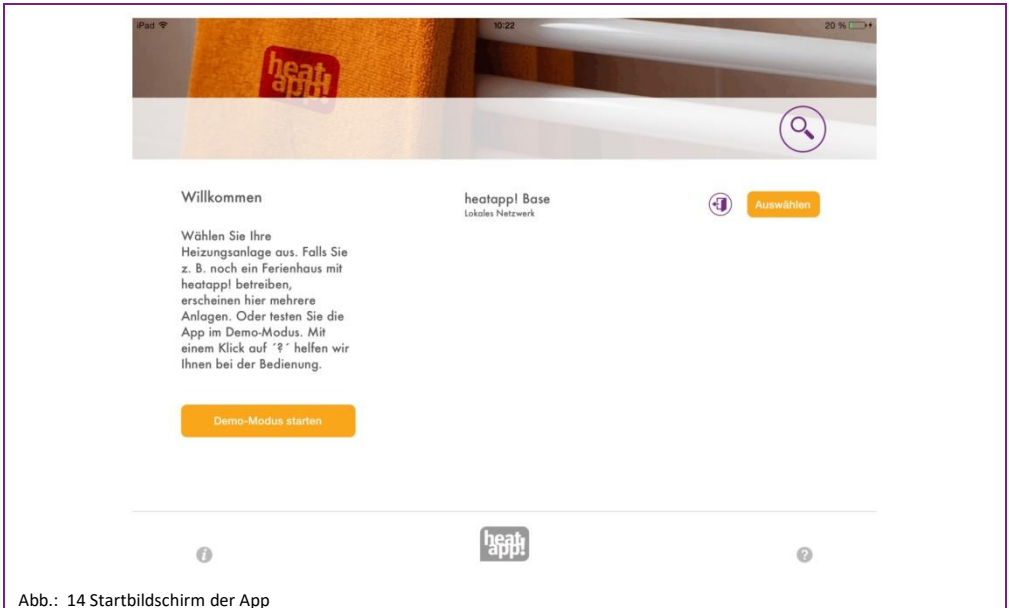 iPad
10:22
20 %
heat
app!
Willkommen
Wählen Sie Ihre
Heizungsanlage aus. Falls Sie
z. B. noch ein Ferienhaus mit
heatapp! betreiben,
erscheinen hier mehrere
Anlagen. Oder testen Sie die
App im Demo-Modus. Mit
einem Klick auf ´?´ helfen wir
Ihnen bei der Bedienung.
Demo-Modus starten
heatapp! Base
Lokales Netzwerk
Auswählen
i
heat
app!
?
Abb.: 14 Startbildschirm der App